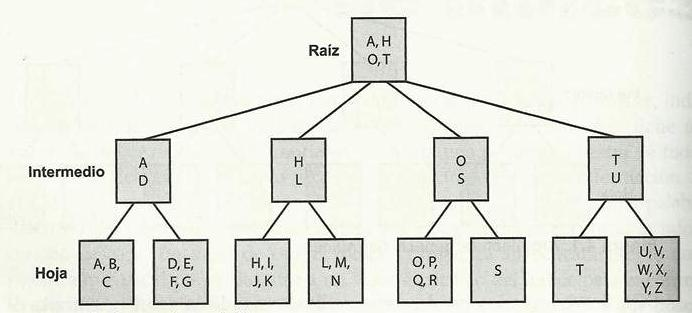 Raíz
A, H
O, T
Intermedio
A
D
H
L
O
S
T
U
Hoja
A, B,
C
D, E,
F, G
H, I,
J, K
L, M,
N
O, P,
Q, R
S
T
U, V,
W, X,
Y, Z